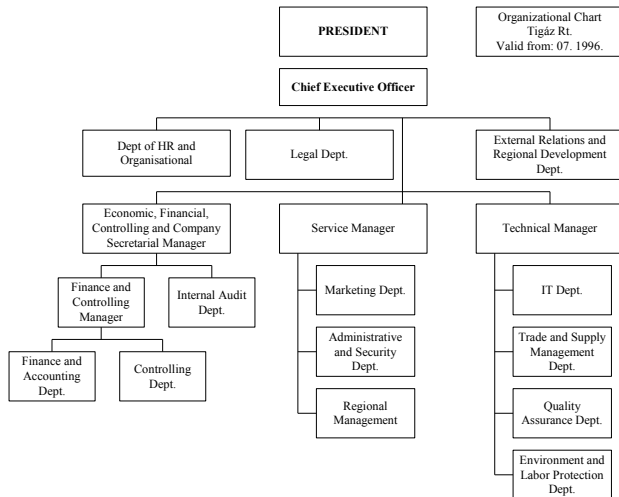 PRESIDENT
Organizational Chart
Tigáz Rt.
Valid from: 07. 1996.
Chief Executive Officer
Dept of HR and
Organisational
Legal Dept.
External Relations and
Regional Development
Dept.
Economic, Financial,
Controlling and Company
Secretarial Manager
Service Manager
Technical Manager
Finance and
Controlling
Manager
Internal Audit
Dept.
Marketing Dept.
IT Dept.
Finance and
Accounting
Dept.
Controlling
Dept.
Administrative
and Security
Dept.
Trade and Supply
Management
Dept.
Regional
Management
Quality
Assurance Dept.
Environment and
Labor Protection
Dept.